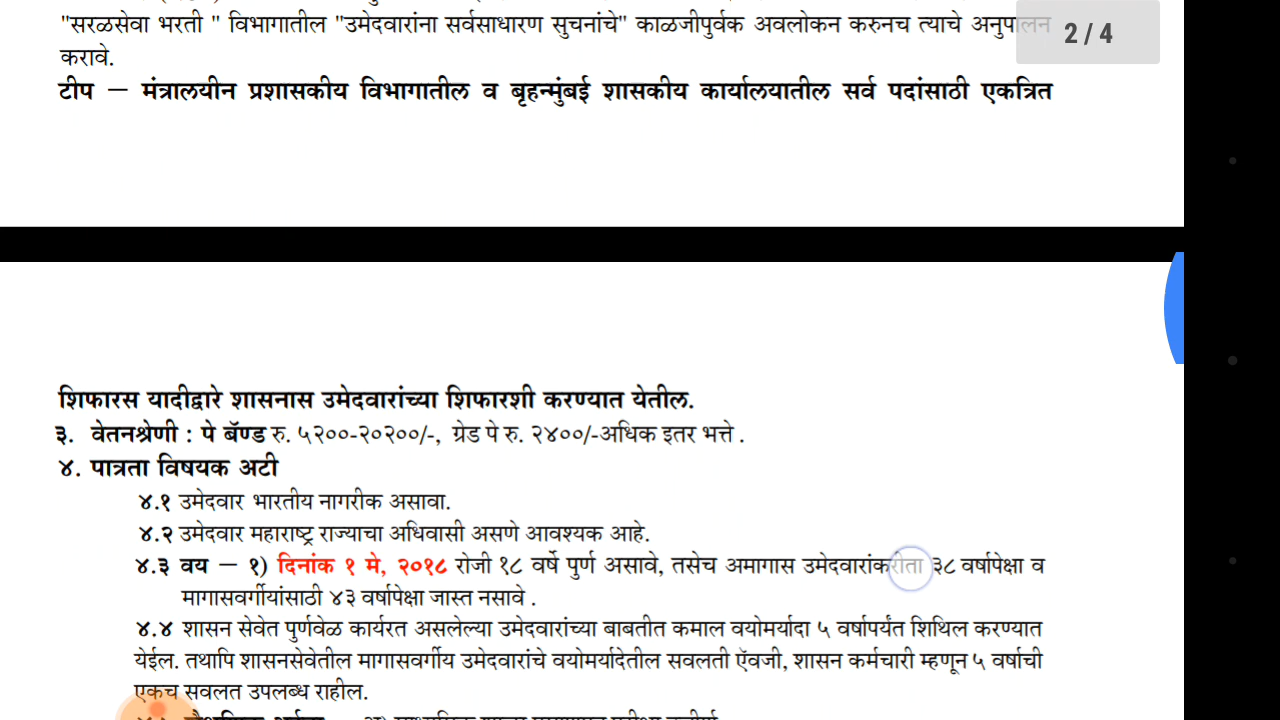 "सरळसेवा भरती " विभागातील "उमेदवारांना सर्वसाधारण सुचनांचे" काळजीपुर्वक अवलोकन करुनच त्याचे अनुपालन
2 / 4
करावे.
टीप – मंत्रालयीन प्रशासकीय विभागातील व बृहन्मुंबई शासकीय कार्यालयातील सर्व पदांसाठी एकत्रित
शिफारस यादीद्वारे शासनास उमेदवारांच्या शिफारशी करण्यात येतील.
३. वेतनश्रेणी : पे बॅण्ड रु. ५२००-२०२००/-, ग्रेड पे रु. २४००/-अधिक इतर भत्ते .
४. पात्रता विषयक अटी
४.१ उमेदवार भारतीय नागरीक असावा.
४.२ उमेदवार महाराष्ट्र राज्याचा अधिवासी असणे आवश्यक आहे.
४.३ वय – १) दिनांक १ मे, २०१८ रोजी १८ वर्षे पुर्ण असावे, तसेच अमागास उमेदवारांकरीता ३८ वर्षापेक्षा व
मागासवर्गीयांसाठी ४३ वर्षापेक्षा जास्त नसावे .
४.४ शासन सेवेत पुर्णवेळ कार्यरत असलेल्या उमेदवारांच्या बाबतीत कमाल वयोमर्यादा ५ वर्षापर्यंत शिथिल करण्यात
येईल. तथापि शासनसेवेतील मागासवर्गीय उमेदवारांचे वयोमर्यादेतील सवलती ऍवजी, शासन कर्मचारी म्हणून ५ वर्षाची
एकच सवलत उपलब्ध राहील.